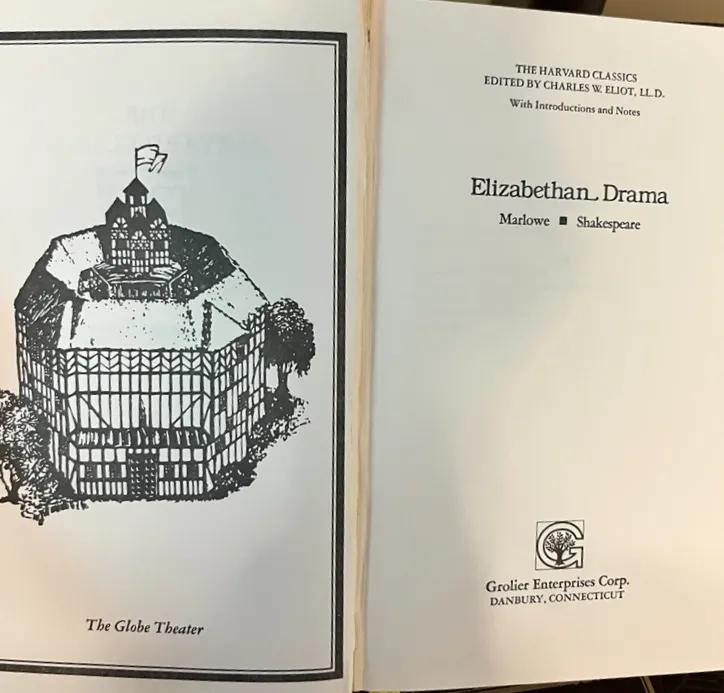 The Globe Theater
THE HARVARD CLASSICS
EDITED BY CHARLES W. ELIOT, LL.D.
With Introductions and Notes
Elizabethan Drama
Marlowe ■ Shakespeare
G
Grolier Enterprises Corp.
DANBURY, CONNECTICUT